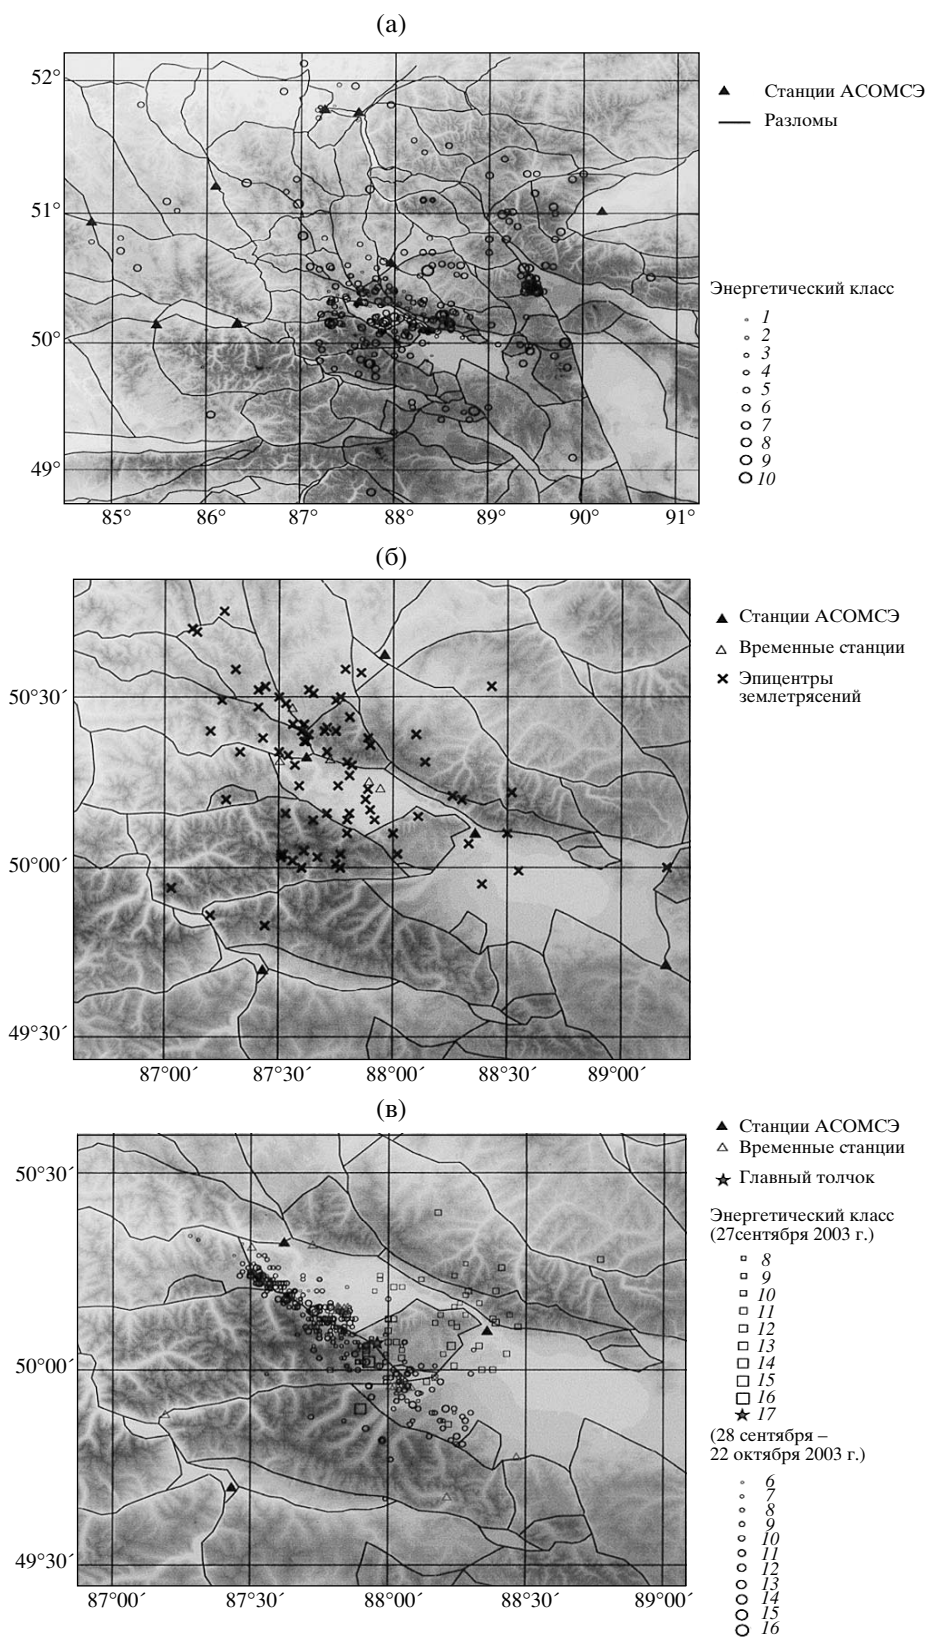 (а)
52°
51°
50°
49°
85° 86° 87° 88° 89° 90° 91°
Станции АСОМСЭ
Разломы
Энергетический класс
1
2
3
4
5
6
7
8
9
10
(б)
50°30´
50°00´
49°30´
87°00´ 87°30´ 88°00´ 88°30´ 89°00´
Станции АСОМСЭ
Временные станции
Эпицентры
землетрясений
(в)
50°30´
50°00´
49°30´
87°00´ 87°30´ 88°00´ 88°30´ 89°00´
Станции АСОМСЭ
Временные станции
Главный толчок
Энергетический класс
(27сентября 2003 г.)
8
9
10
11
12
13
14
15
16
17
(28 сентября –
22 октября 2003 г.)
6
7
8
9
10
11
12
13
14
15
16